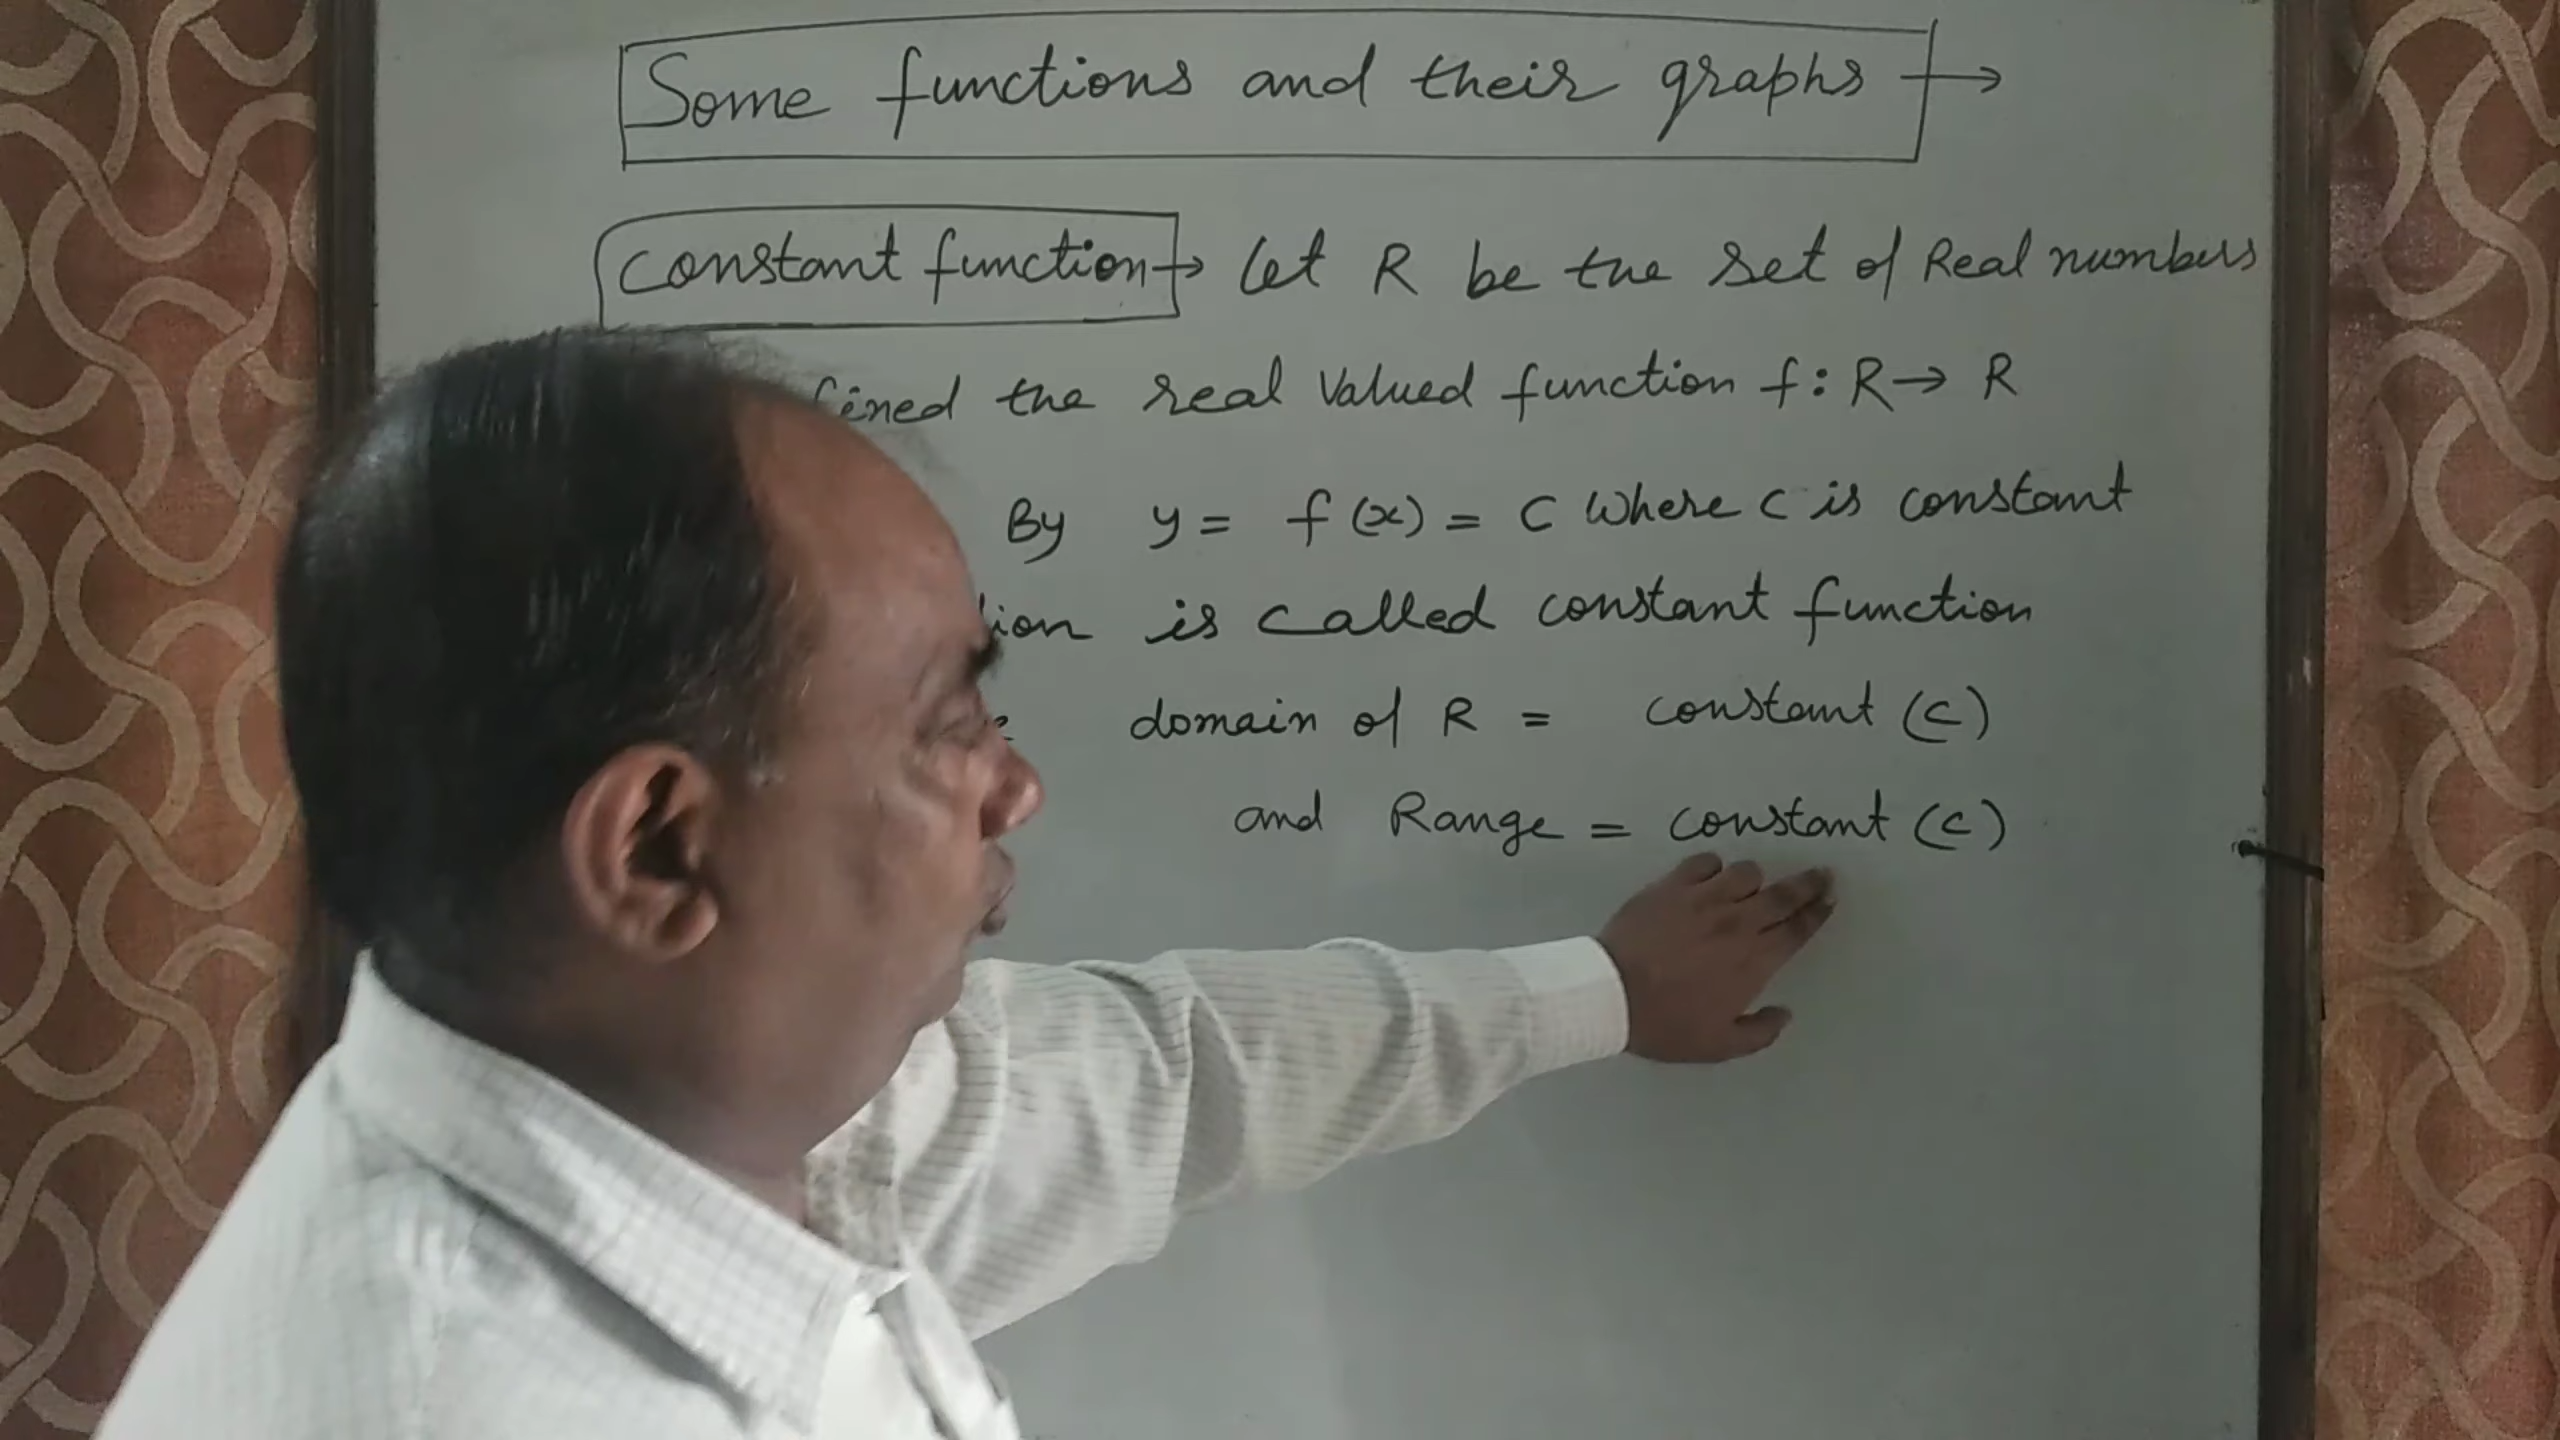 Some functions and their graphs →
constant function → let R be the set of Real numbers
the real valued function f: R → R
By y = f(x) = c where c is constant
is called constant function
domain of R = constant (c)
and Range = constant (c)